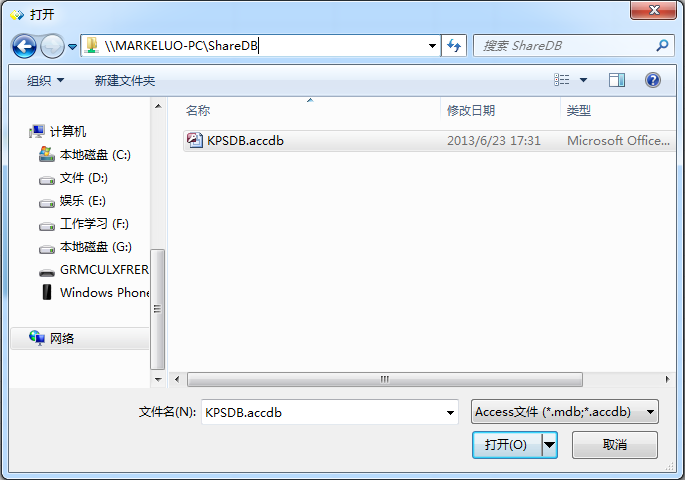 打开
\\MARKELUO-PC\ShareDB
搜索 ShareDB
组织
新建文件夹
名称
修改日期
类型
计算机
本地磁盘 (C:)
文件 (D:)
娱乐 (E:)
工作学习 (F:)
本地磁盘 (G:)
GRMCULXFRER
Windows Phone
网络
KPSDB.accdb
2013/6/23 17:31
Microsoft Office...
文件名(N):
KPSDB.accdb
Access文件 (*.mdb;*.accdb)
打开(O)
取消